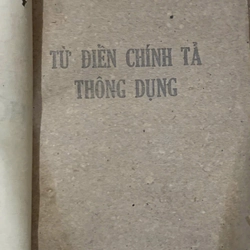 TỪ ĐIỂN CHÍNH TẢ
THÔNG DỤNG